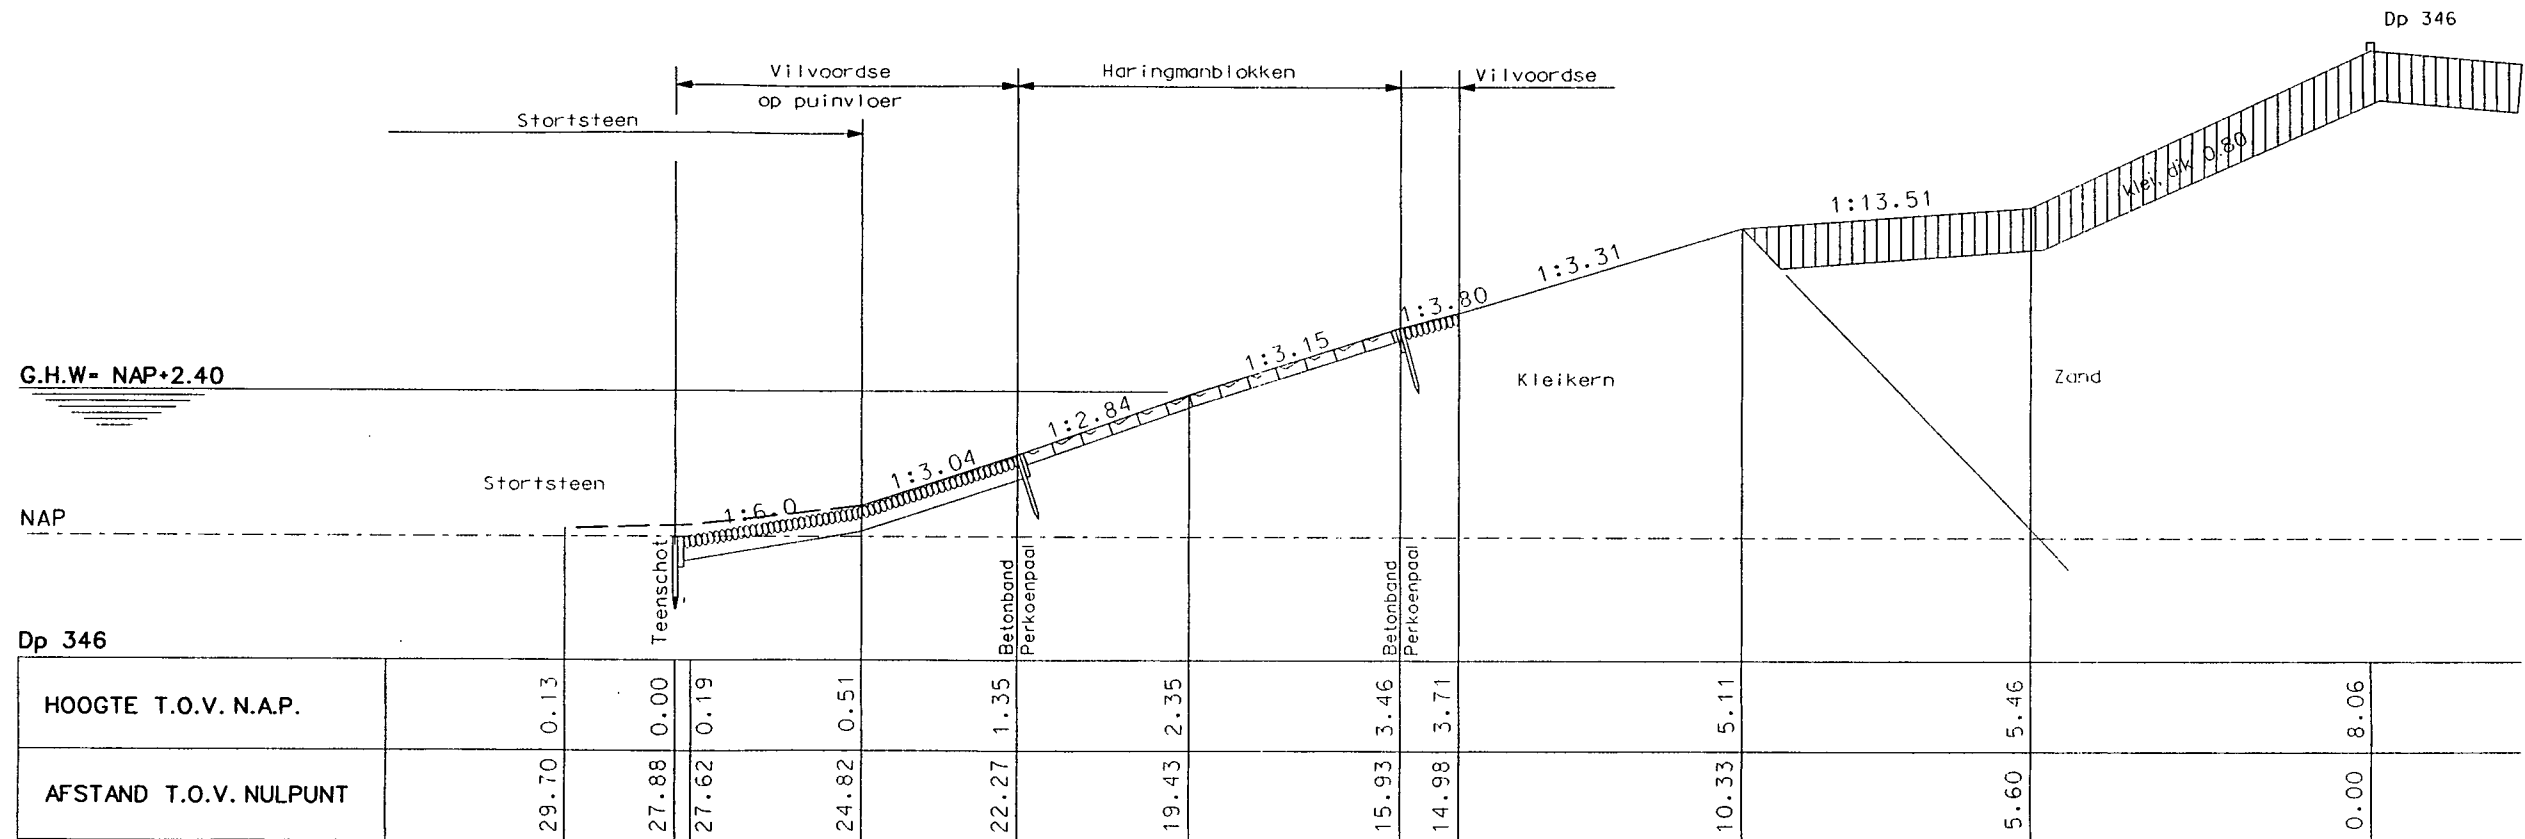 Dp 346
Vilvoordse
op puinvloer
Haringmanblokken
Vilvoordse
Stortsteen
1:13.51
Klei, dik 0.80
1:3.31
1:3.80
1:3.15
G.H.W= NAP+2.40
Kleikern
Zand
1:2.84
1:3.04
Stortsteen
1:6.0
NAP
Teenschot
Betonband
Perkoenpaal
Betonband
Perkoenpaal
Dp 346
HOOGTE T.O.V. N.A.P. 0.13 0.00 0.19 0.51 1.35 2.35 3.46 3.71 5.11 5.46 8.06
AFSTAND T.O.V. NULPUNT 29.70 27.88 27.62 24.82 22.27 19.43 15.93 14.98 10.33 5.60 0.00